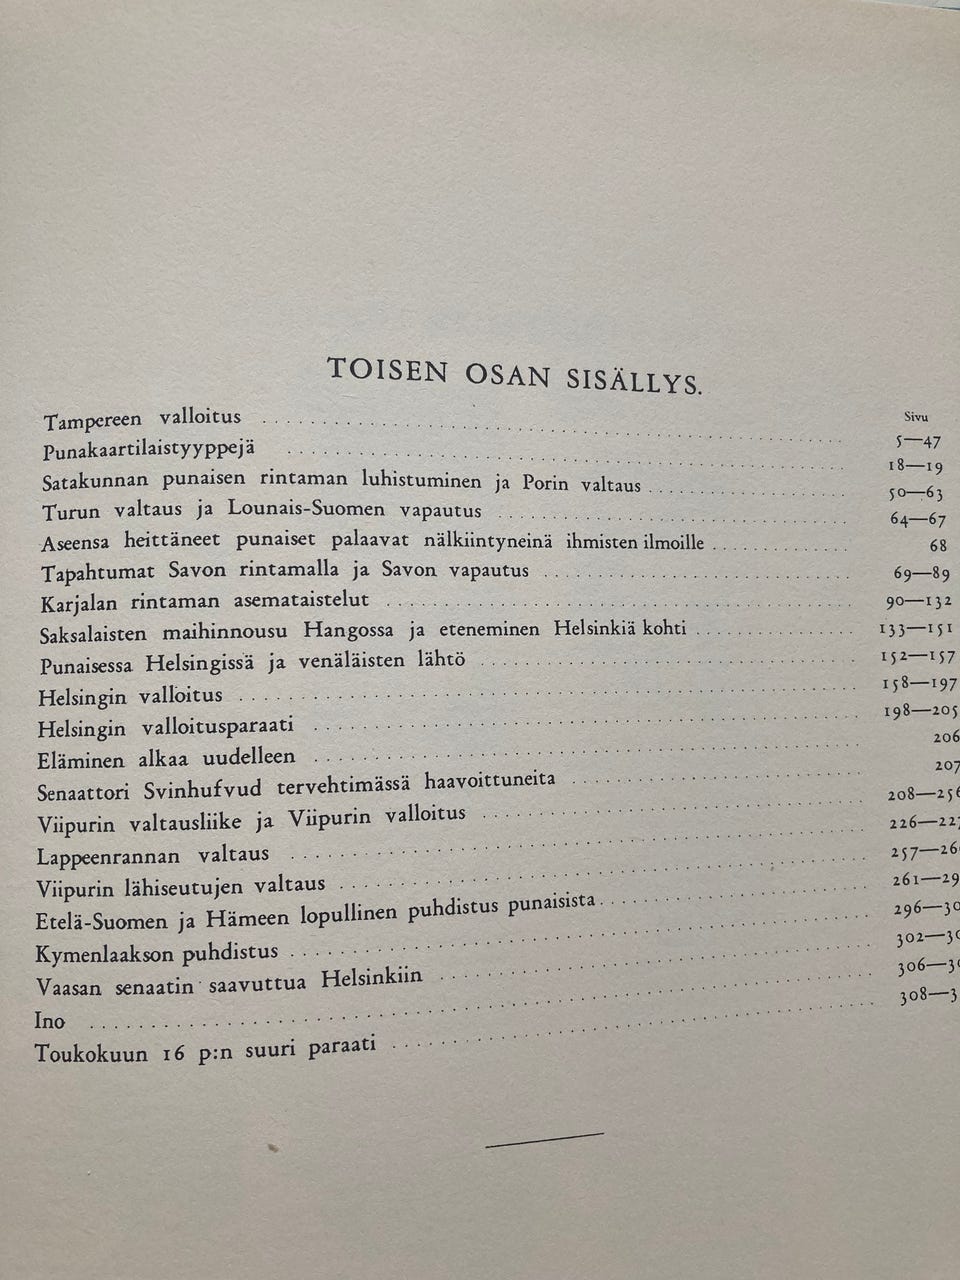 TOISEN OSAN SISÄLLYS.
Sivu
Tampereen valloitus .......... 5—47
Punakaartilaistyyppejä .......... 18—19
Satakunnan punaisen rintaman luhistuminen ja Porin valtaus .......... 50—63
Turun valtaus ja Lounais-Suomen vapautus .......... 64—67
Aseensa heittäneet punaiset palaavat nälkiintyneinä ihmisten ilmoille .......... 68
Tapahtumat Savon rintamalla ja Savon vapautus .......... 69—89
Karjalan rintaman asemataistelut .......... 90—132
Saksalaisten maihinnousu Hangossa ja eteneminen Helsinkiä kohti .......... 133—151
Punaisessa Helsingissä ja venäläisten lähtö .......... 152—157
Helsingin valloitus .......... 158—197
Helsingin valloitusparaati .......... 198—205
Eläminen alkaa uudelleen .......... 206
Senaattori Svinhufvud tervehtimässä haavoittuneita .......... 207
Viipurin valtausliike ja Viipurin valloitus .......... 208—256
Lappeenrannan valtaus .......... 226—227
Viipurin lähiseutujen valtaus .......... 257—26
Etelä-Suomen ja Hämeen lopullinen puhdistus punaisista .......... 261—29
Kymenlaakson puhdistus .......... 296—30
Vaasan senaatin saavuttua Helsinkiin .......... 302—30
Ino .......... 306—30
Toukokuun 16 p:n suuri paraati .......... 308—3